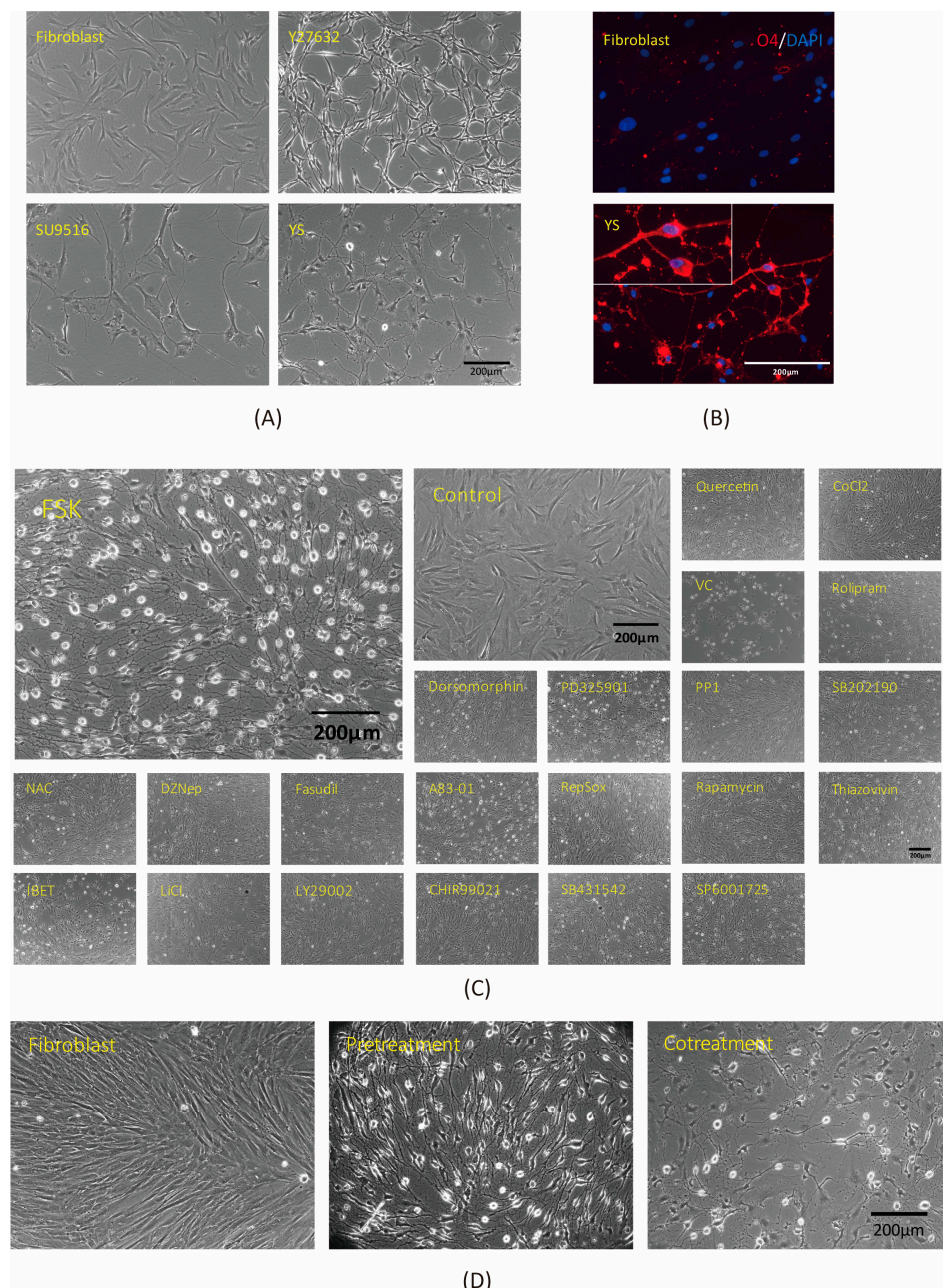 Fibroblast
Y27632
SU9516
YS
200μm
(A)
Fibroblast
O4/DAPI
YS
200μm
(B)
FSK
200μm
Control
200μm
Quercetin
CoCl2
VC
Rolipram
Dorsomorphin
PD325901
PP1
SB202190
NAC
DZNep
Fasudil
A83-01
RepSox
Rapamycin
Thiazovivin
200μm
IBET
LiCl
LY29002
CHIR99021
SB431542
SP6001725
(C)
Fibroblast
Pretreatment
Cotreatment
200μm
(D)